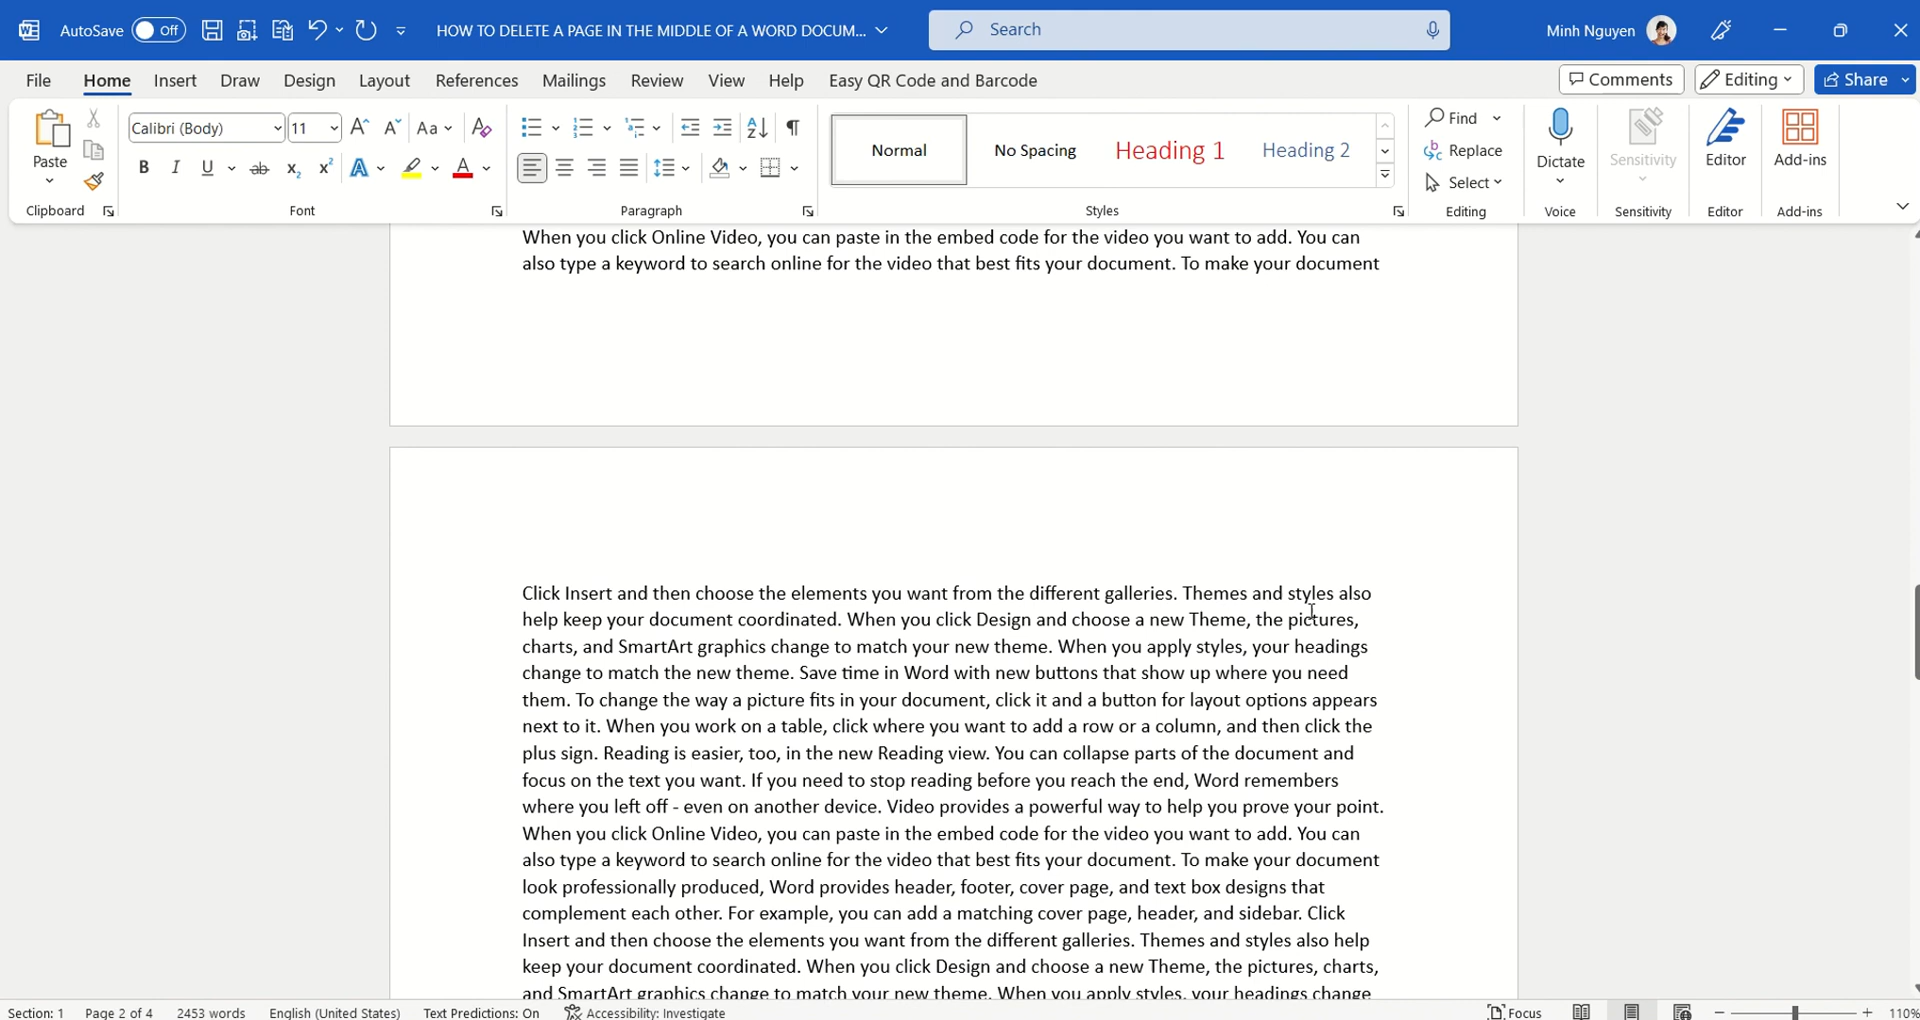 AutoSave Off HOW TO DELETE A PAGE IN THE MIDDLE OF A WORD DOCUM... Search Minh Nguyen
File Home Insert Draw Design Layout References Mailings Review View Help Easy QR Code and Barcode Comments Editing Share
Paste Calibri (Body) 11 Aa Normal No Spacing Heading 1 Heading 2 Find Replace Select Dictate Sensitivity Editor Add-ins
Clipboard Font Paragraph Styles Editing Voice Sensitivity Editor Add-ins
When you click Online Video, you can paste in the embed code for the video you want to add. You can
also type a keyword to search online for the video that best fits your document. To make your document
Click Insert and then choose the elements you want from the different galleries. Themes and styles also
help keep your document coordinated. When you click Design and choose a new Theme, the pictures,
charts, and SmartArt graphics change to match your new theme. When you apply styles, your headings
change to match the new theme. Save time in Word with new buttons that show up where you need
them. To change the way a picture fits in your document, click it and a button for layout options appears
next to it. When you work on a table, click where you want to add a row or a column, and then click the
plus sign. Reading is easier, too, in the new Reading view. You can collapse parts of the document and
focus on the text you want. If you need to stop reading before you reach the end, Word remembers
where you left off - even on another device. Video provides a powerful way to help you prove your point.
When you click Online Video, you can paste in the embed code for the video you want to add. You can
also type a keyword to search online for the video that best fits your document. To make your document
look professionally produced, Word provides header, footer, cover page, and text box designs that
complement each other. For example, you can add a matching cover page, header, and sidebar. Click
Insert and then choose the elements you want from the different galleries. Themes and styles also help
keep your document coordinated. When you click Design and choose a new Theme, the pictures, charts,
and SmartArt graphics change to match your new theme. When you apply styles, your headings change
Section: 1 Page 2 of 4 2453 words English (United States) Text Predictions: On Accessibility: Investigate Focus 110%